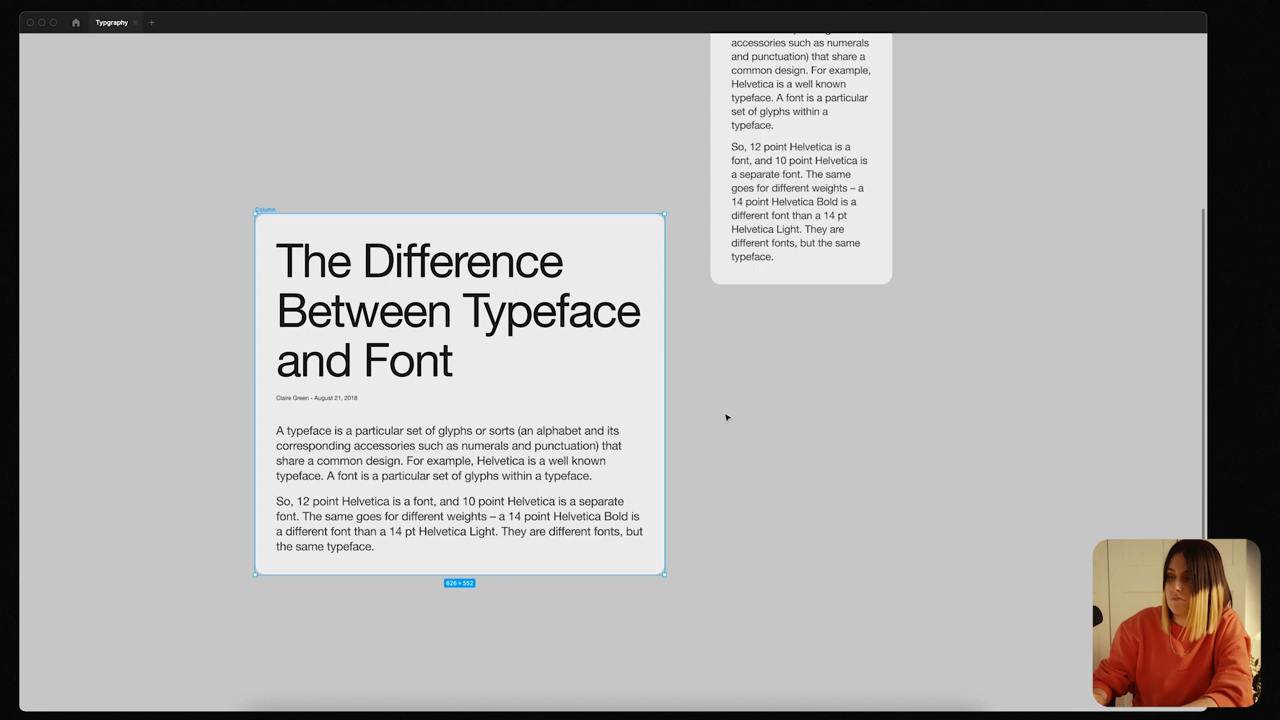 Typgraphy
accessories such as numerals
and punctuation) that share a
common design. For example,
Helvetica is a well known
typeface. A font is a particular
set of glyphs within a
typeface.
So, 12 point Helvetica is a
font, and 10 point Helvetica is
a separate font. The same
goes for different weights – a
14 point Helvetica Bold is a
different font than a 14 pt
Helvetica Light. They are
different fonts, but the same
typeface.
Column
The Difference
Between Typeface
and Font
Claire Green - August 21, 2018
A typeface is a particular set of glyphs or sorts (an alphabet and its
corresponding accessories such as numerals and punctuation) that
share a common design. For example, Helvetica is a well known
typeface. A font is a particular set of glyphs within a typeface.
So, 12 point Helvetica is a font, and 10 point Helvetica is a separate
font. The same goes for different weights – a 14 point Helvetica Bold is
a different font than a 14 pt Helvetica Light. They are different fonts, but
the same typeface.
626 × 552